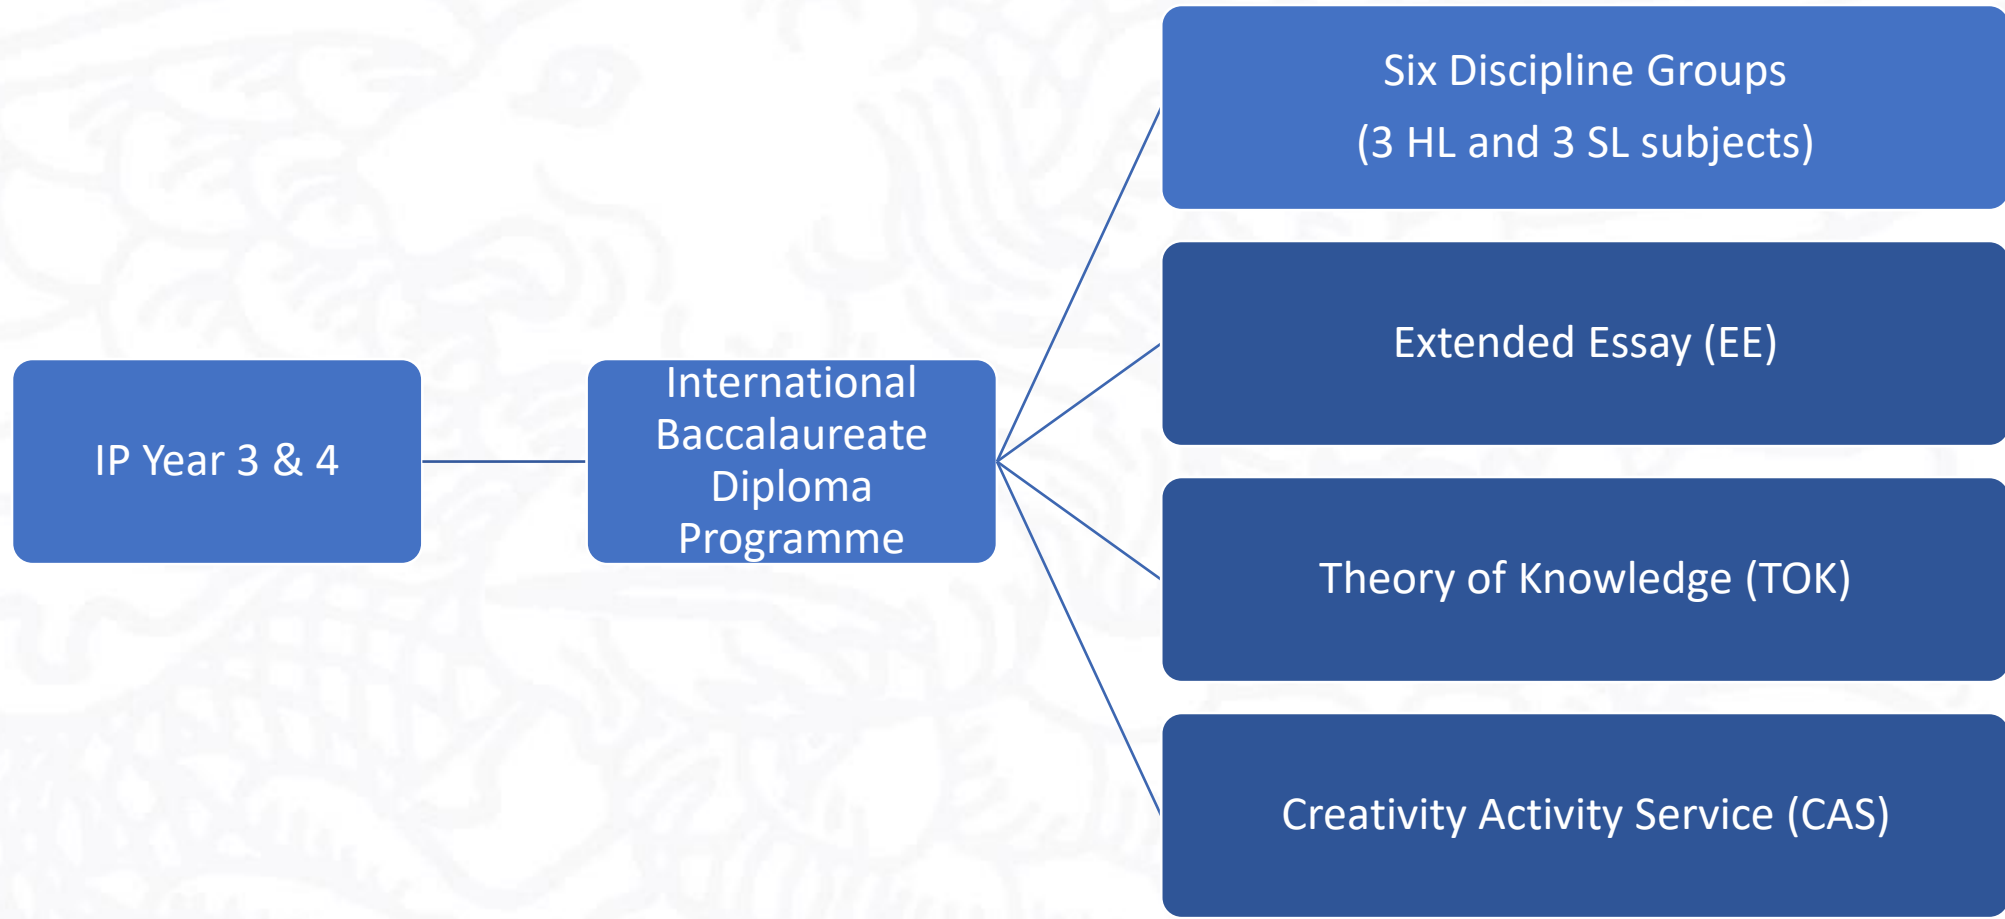 IP Year 3 & 4
International
Baccalaureate
Diploma
Programme
Six Discipline Groups
(3 HL and 3 SL subjects)
Extended Essay (EE)
Theory of Knowledge (TOK)
Creativity Activity Service (CAS)